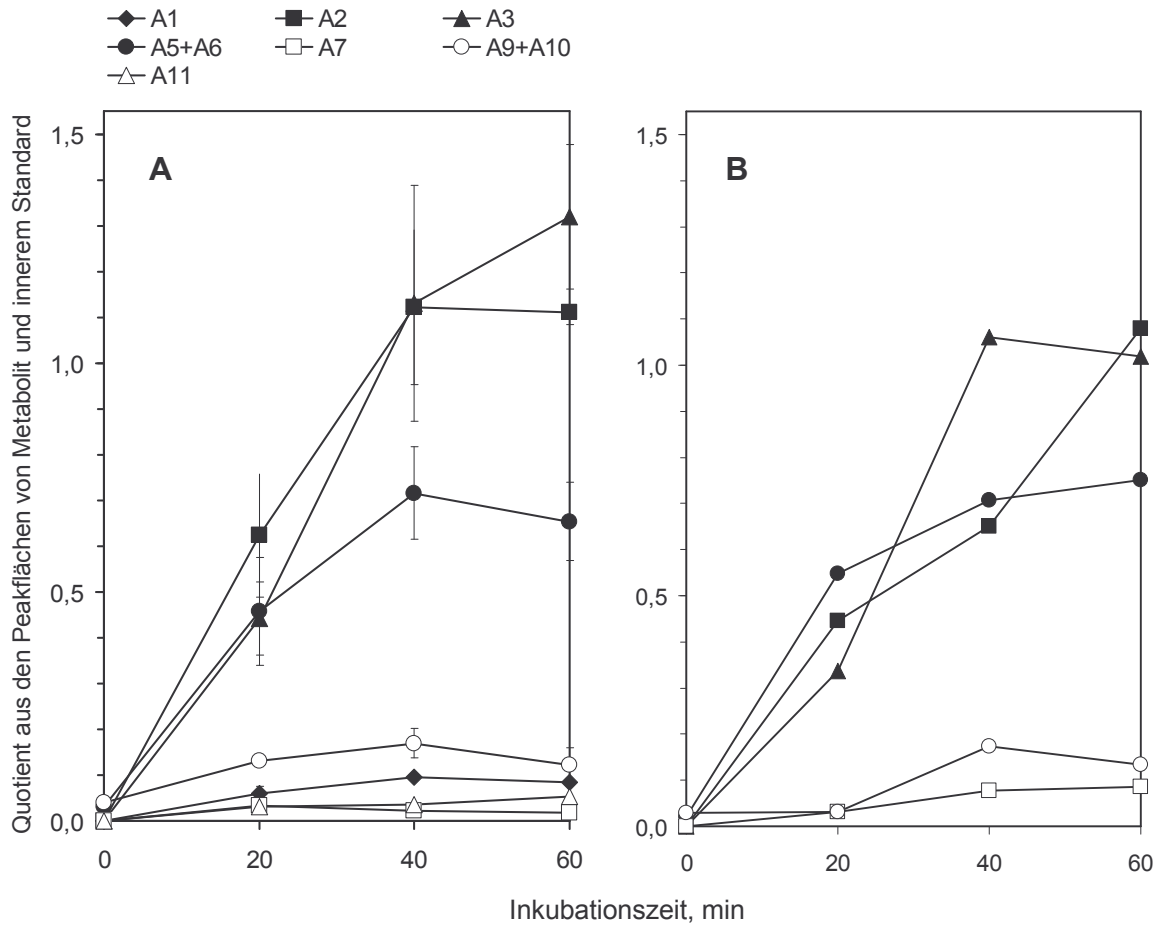 A1 A2 A3
A5+A6 A7 A9+A10
A11
Quotient aus den Peakflächen von Metabolit und innerem Standard
A
1,5
1,0
0,5
0,0
0 20 40 60
B
1,5
1,0
0,5
0,0
0 20 40 60
Inkubationszeit, min